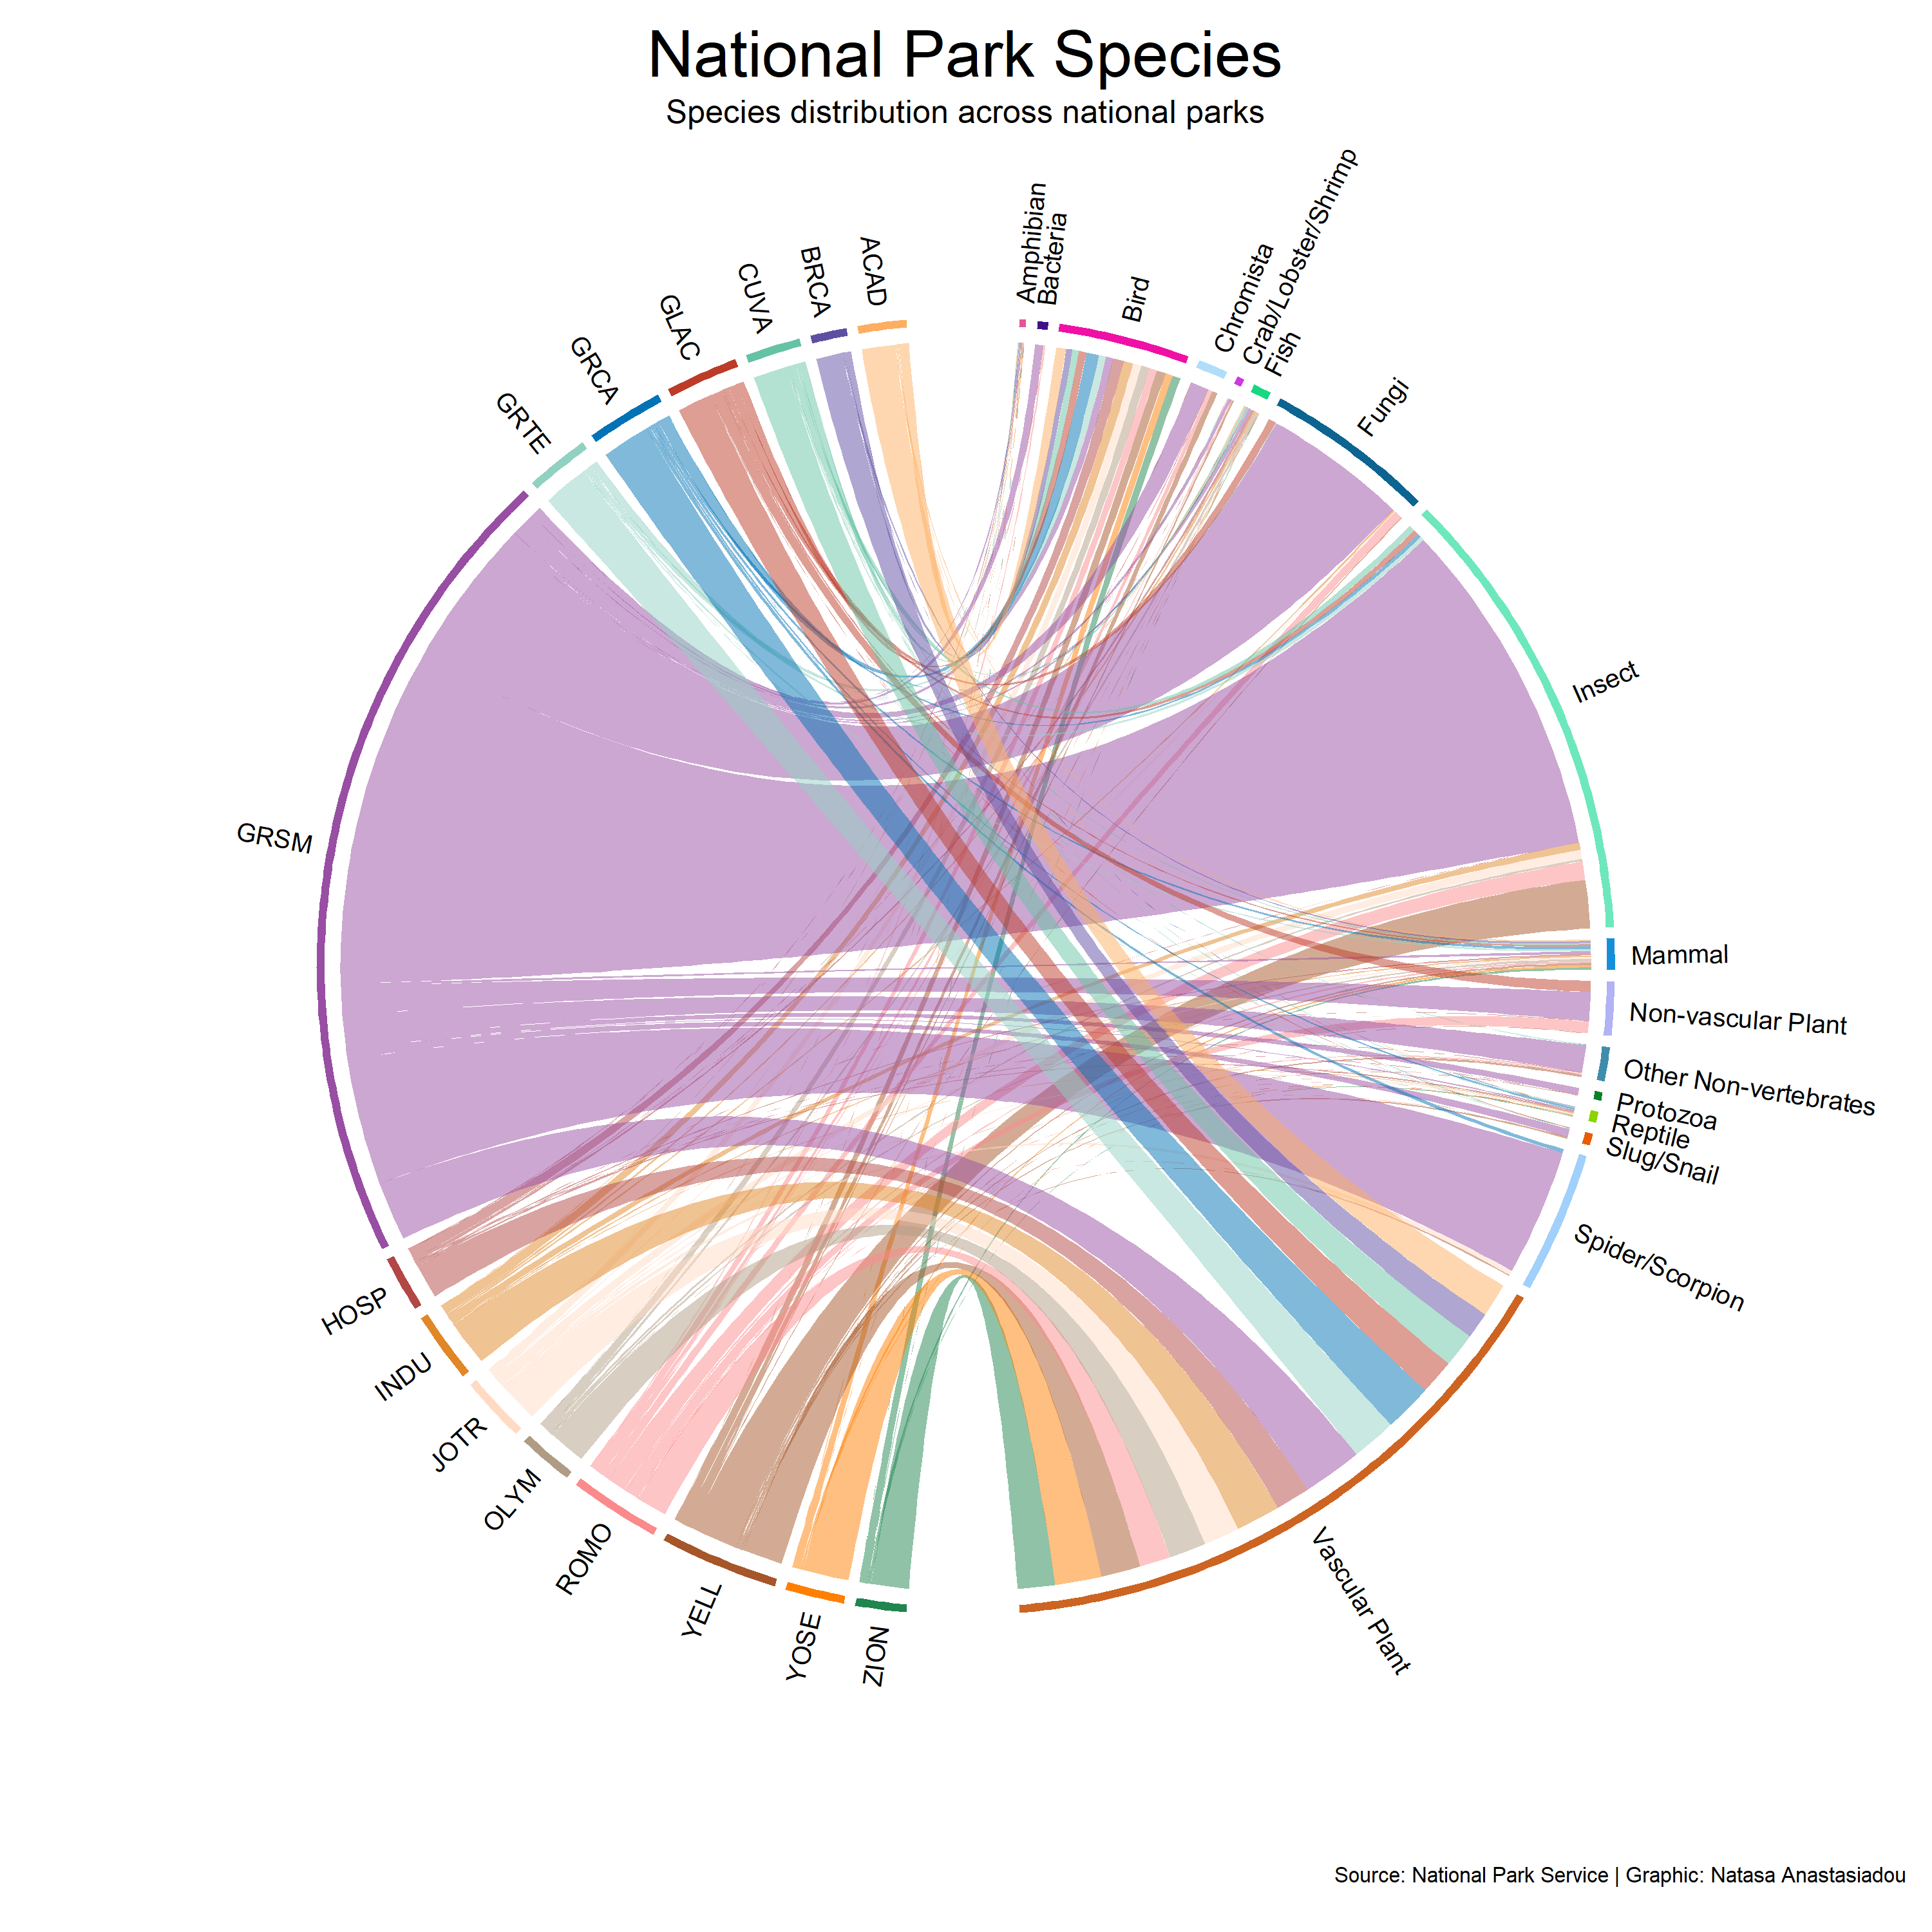 National Park Species
Species distribution across national parks
ACAD
BRCA
CUVA
GLAC
GRCA
GRTE
GRSM
HOSP
INDU
JOTR
OLYM
ROMO
YELL
YOSE
ZION
Amphibian
Bacteria
Bird
Chromista
Crab/Lobster/Shrimp
Fish
Fungi
Insect
Mammal
Non-vascular Plant
Other Non-vertebrates
Protozoa
Reptile
Slug/Snail
Spider/Scorpion
Vascular Plant
Source: National Park Service | Graphic: Natasa Anastasiadou